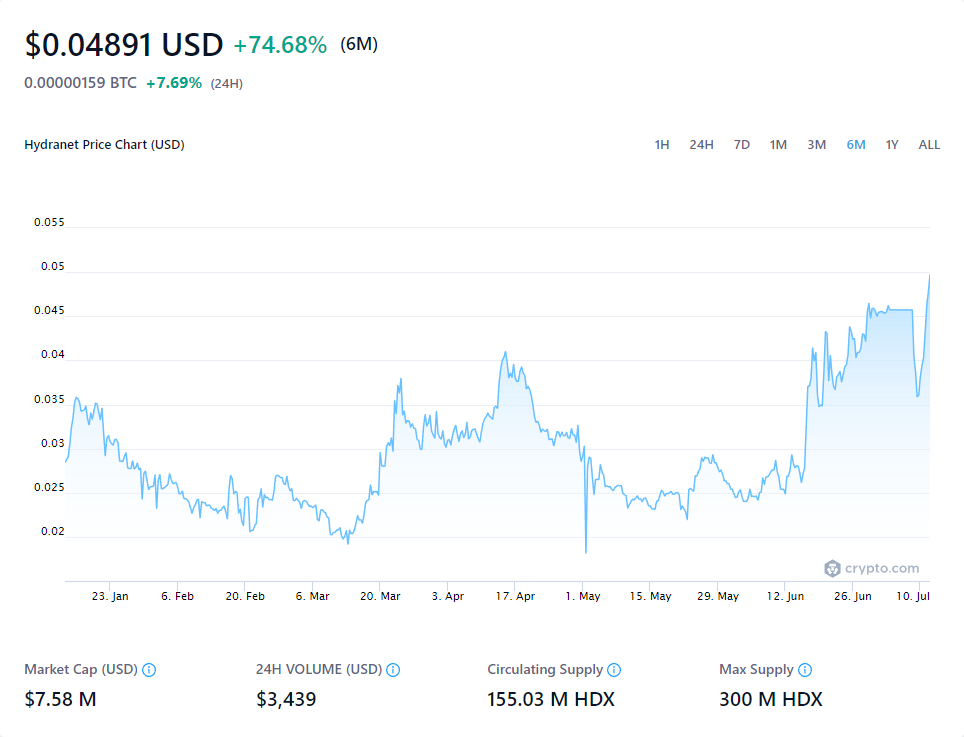 $0.04891 USD +74.68% (6M)
0.00000159 BTC +7.69% (24H)
Hydranet Price Chart (USD) 1H 24H 7D 1M 3M 6M 1Y ALL
0.055
0.05
0.045
0.04
0.035
0.03
0.025
0.02
crypto.com
23. Jan 6. Feb 20. Feb 6. Mar 20. Mar 3. Apr 17. Apr 1. May 15. May 29. May 12. Jun 26. Jun 10. Jul
Market Cap (USD) 24H VOLUME (USD) Circulating Supply Max Supply
$7.58 M $3,439 155.03 M HDX 300 M HDX